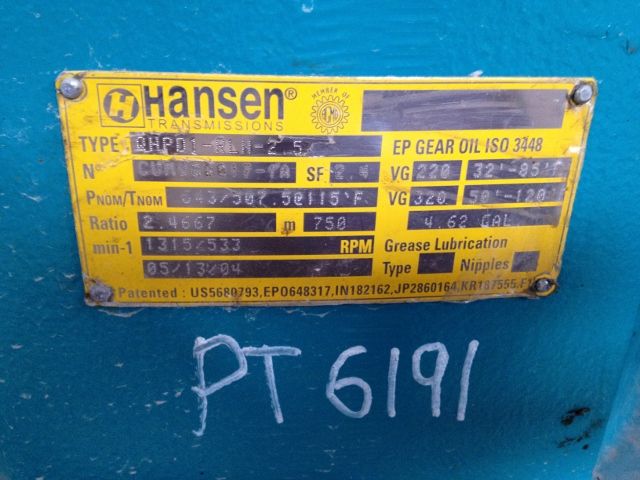 Hansen®
TRANSMISSIONS
MEMBER OF
TYPE QHPD1-RLN-2.5
EP GEAR OIL ISO 3448
N° SF 2.4
VG 220 32°-85°F
PNOM/TNOM 643/507.5@115°F
VG 320 50°-120°
Ratio 2.4667 m 750
4.62 GAL
min-1 1315/533 RPM
Grease Lubrication
05/13/04
Type Nipples
Patented : US5680793,EP0648317,IN182162,JP2860164,KR187555,
PT 6191